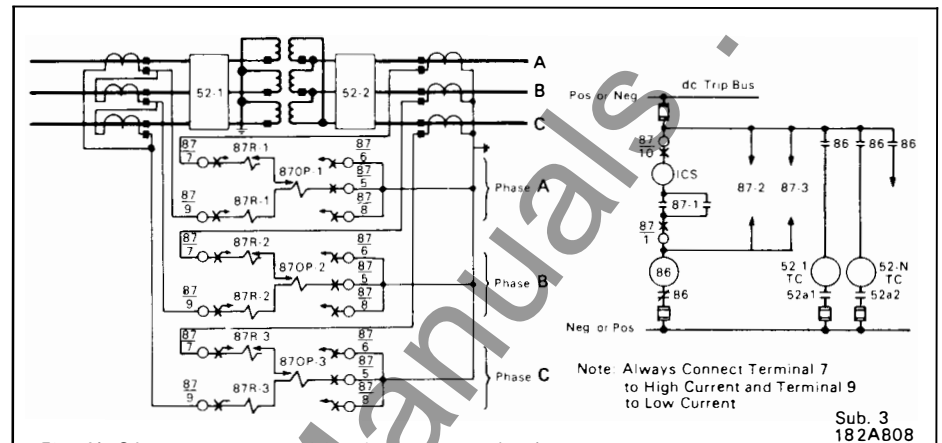 A
52-1
52-2
B
C
87
7
87R-1
87OP-1
87
6
87
5
87
8
87
9
87R-1
Phase A
87
7
87R-2
87OP-2
87
6
87
5
87
8
87
9
87R-2
Phase B
87
7
87R-3
87OP-3
87
6
87
5
87
8
87
9
87R-3
Phase C
Pos or Neg
dc Trip Bus
87
10
ICS
87-1
87
1
86
86
87-2
87-3
86
86
86
52-1
TC
52a1
52-N
TC
52a2
Neg or Pos
Note: Always Connect Terminal 7
to High Current and Terminal 9
to Low Current
Sub. 3
182A808